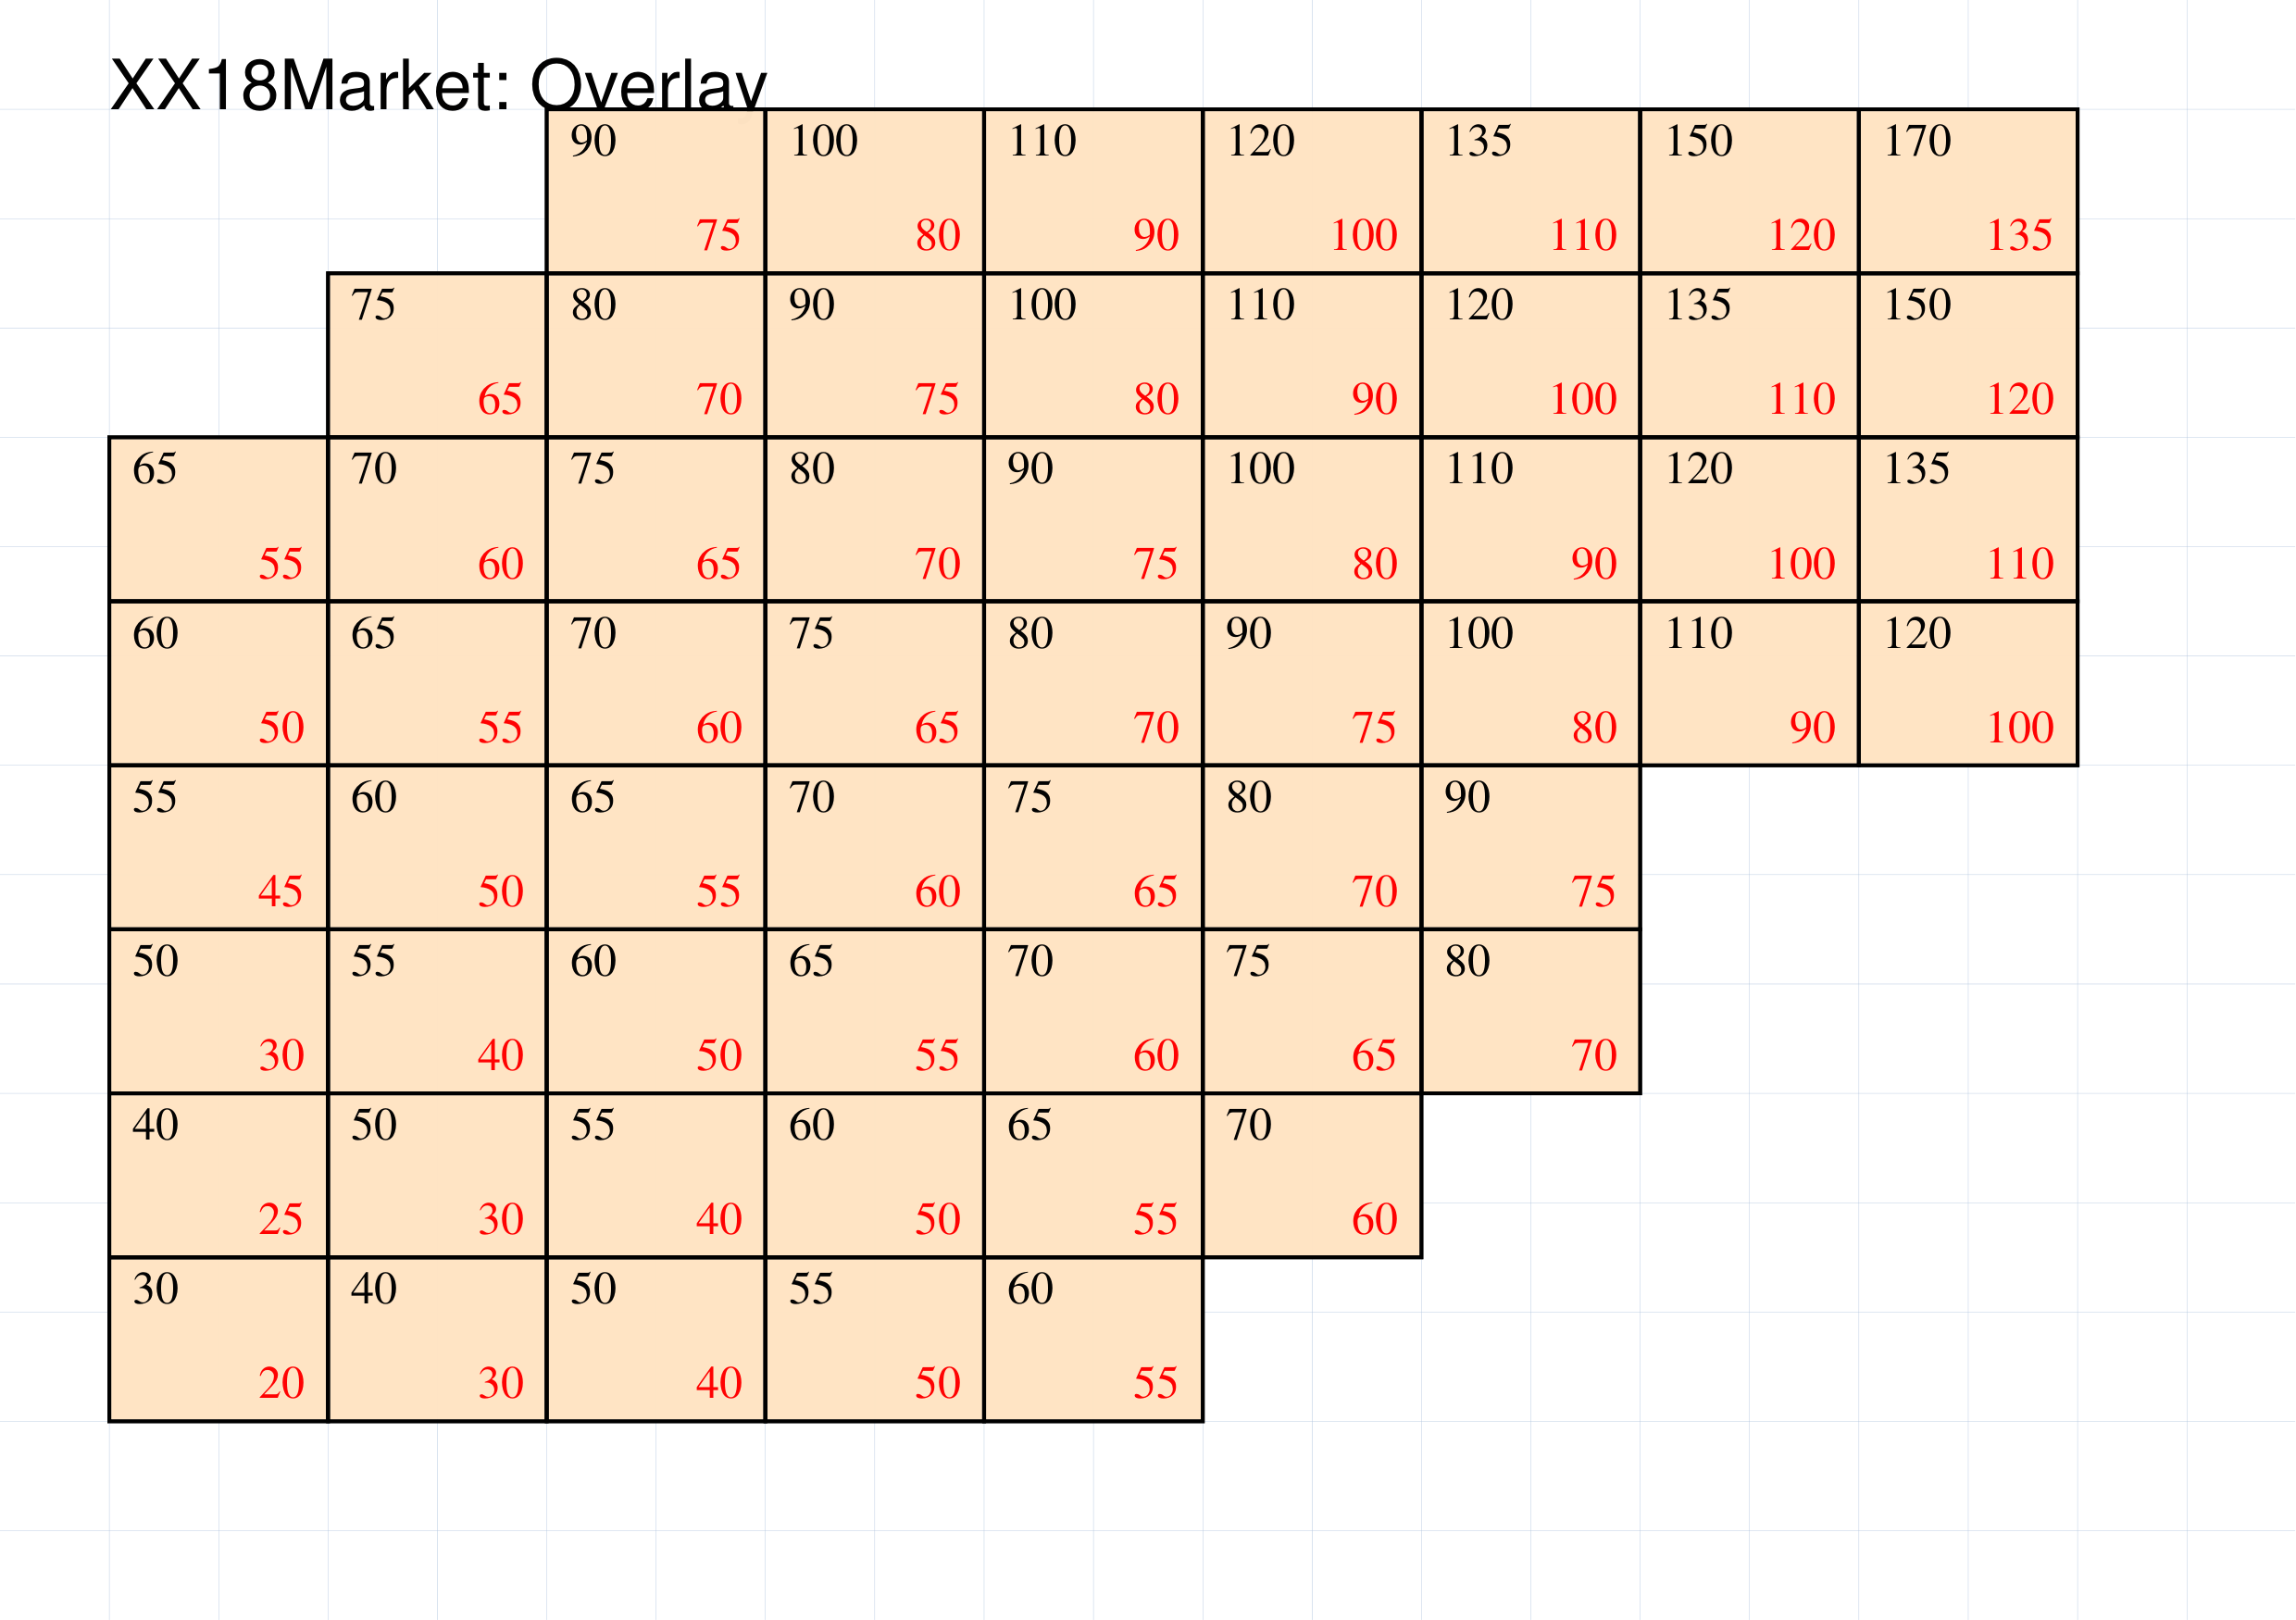 XX18Market: Overlay
90 100 110 120 135 150 170
75 80 90 100 110 120 135
75 80 90 100 110 120 135 150
65 70 75 80 90 100 110 120
65 70 75 80 90 100 110 120 135
55 60 65 70 75 80 90 100 110
60 65 70 75 80 90 100 110 120
50 55 60 65 70 75 80 90 100
55 60 65 70 75 80 90
45 50 55 60 65 70 75
50 55 60 65 70 75 80
30 40 50 55 60 65 70
40 50 55 60 65 70
25 30 40 50 55 60
30 40 50 55 60
20 30 40 50 55